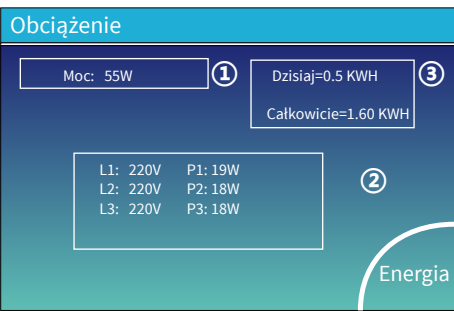 Obciążenie
Moc: 55W
①
Dzisiaj=0.5 KWH
③
Całkowicie=1.60 KWH
L1: 220V P1: 19W
L2: 220V P2: 18W
②
L3: 220V P3: 18W
Energia